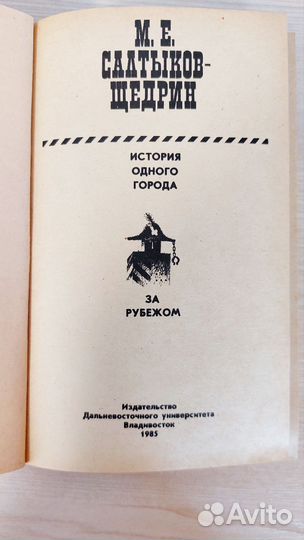 М. Е.
САЛТЫКОВ-
ЩЕДРИН
ИСТОРИЯ
ОДНОГО
ГОРОДА
ЗА
РУБЕЖОМ
Издательство
Дальневосточного университета
Владивосток
1985
Avito